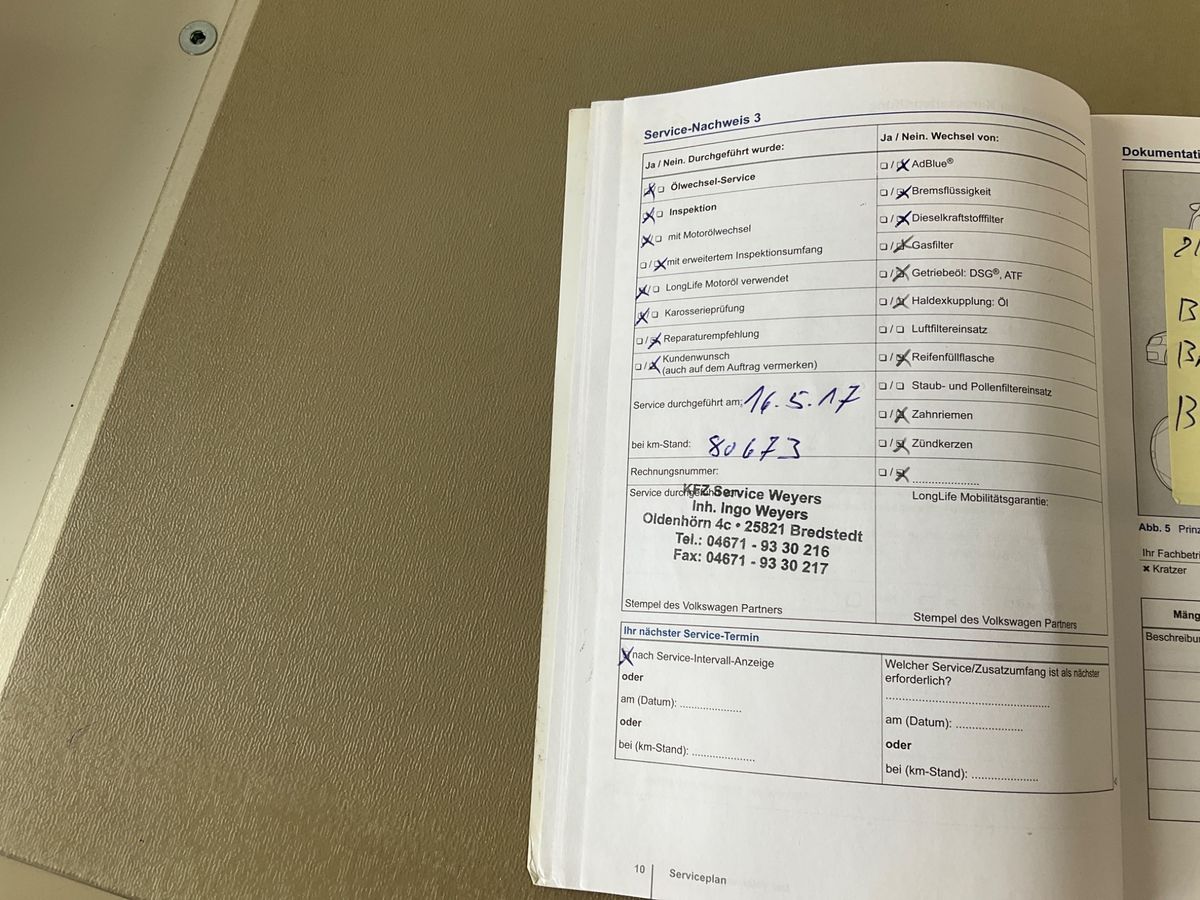 Service-Nachweis 3
Ja / Nein. Durchgeführt wurde:
Ölwechsel-Service
Inspektion
mit Motorölwechsel
mit erweitertem Inspektionsumfang
LongLife Motoröl verwendet
Karosserieprüfung
Reparaturempfehlung
Kundenwunsch
(auch auf dem Auftrag vermerken)
Service durchgeführt am: 16.5.17
bei km-Stand: 80673
Rechnungsnummer:
KFZ Service Weyers
Inh. Ingo Weyers
Oldenhörn 4c • 25821 Bredstedt
Tel.: 04671 - 93 30 216
Fax: 04671 - 93 30 217
Stempel des Volkswagen Partners
Ja / Nein. Wechsel von:
AdBlue®
Bremsflüssigkeit
Dieselkraftstofffilter
Gasfilter
Getriebeöl: DSG®, ATF
Haldexkupplung: Öl
Luftfiltereinsatz
Reifenfüllflasche
Staub- und Pollenfiltereinsatz
Zahnriemen
Zündkerzen
LongLife Mobilitätsgarantie:
Stempel des Volkswagen Partners
Ihr nächster Service-Termin
nach Service-Intervall-Anzeige
oder
am (Datum): ....................
oder
bei (km-Stand): ....................
Welcher Service/Zusatzumfang ist als nächster
erforderlich?
am (Datum): ....................
oder
bei (km-Stand): ....................
10 Serviceplan
Abb. 5
Kratzer